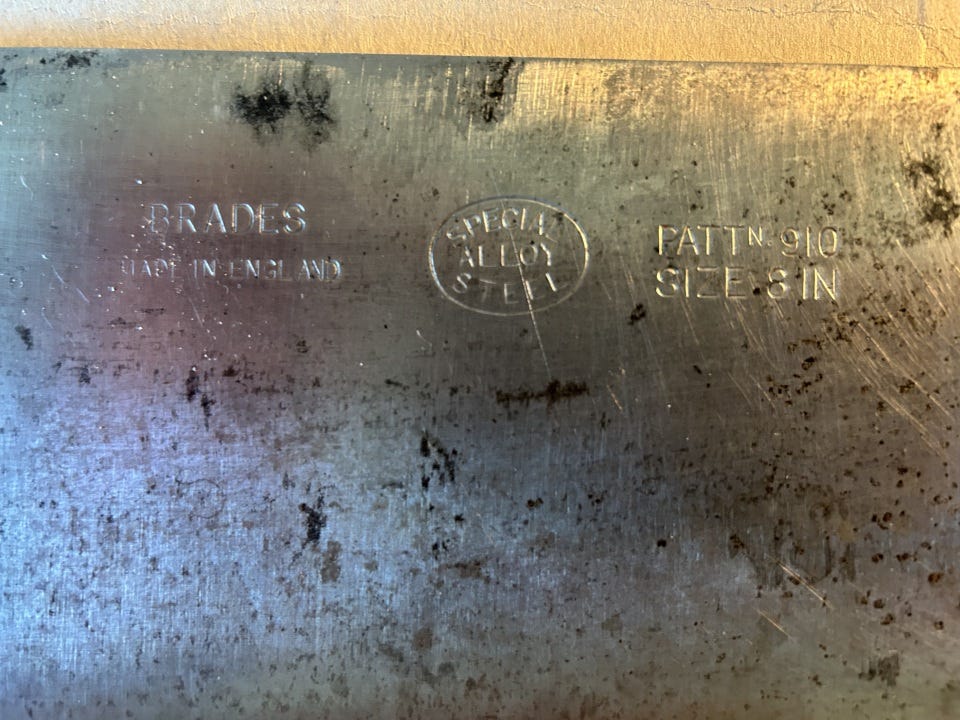 BRADES
MADE IN ENGLAND
SPECIAL
ALLOY
STEEL
PATTN 910
SIZE 8 IN